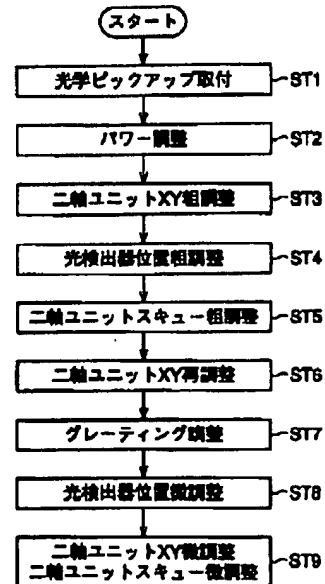 スタート
光学ピックアップ取付
ST1
パワー調整
ST2
二軸ユニットXY粗調整
ST3
光検出器位置粗調整
ST4
二軸ユニットスキュー粗調整
ST5
二軸ユニットXY再調整
ST6
グレーティング調整
ST7
光検出器位置微調整
ST8
二軸ユニットXY微調整
二軸ユニットスキュー微調整
ST9